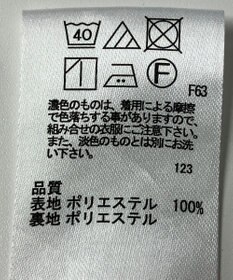 40
F
F63
濃色のものは、着用による摩擦
で色落ちする事がありますので、
組み合せの衣服にご注意下さい。
また、淡色のものとは別にお洗
い下さい。
123
品質
表地 ポリエステル 100%
裏地 ポリエステル